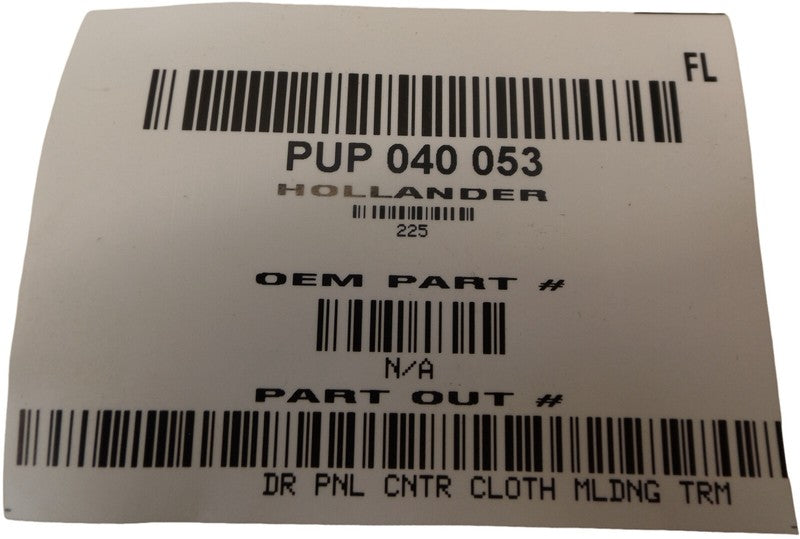 FL
PUP 040 053
HOLLANDER
225
OEM PART #
N/A
PART OUT #
DR PNL CNTR CLOTH MLDNG TRM